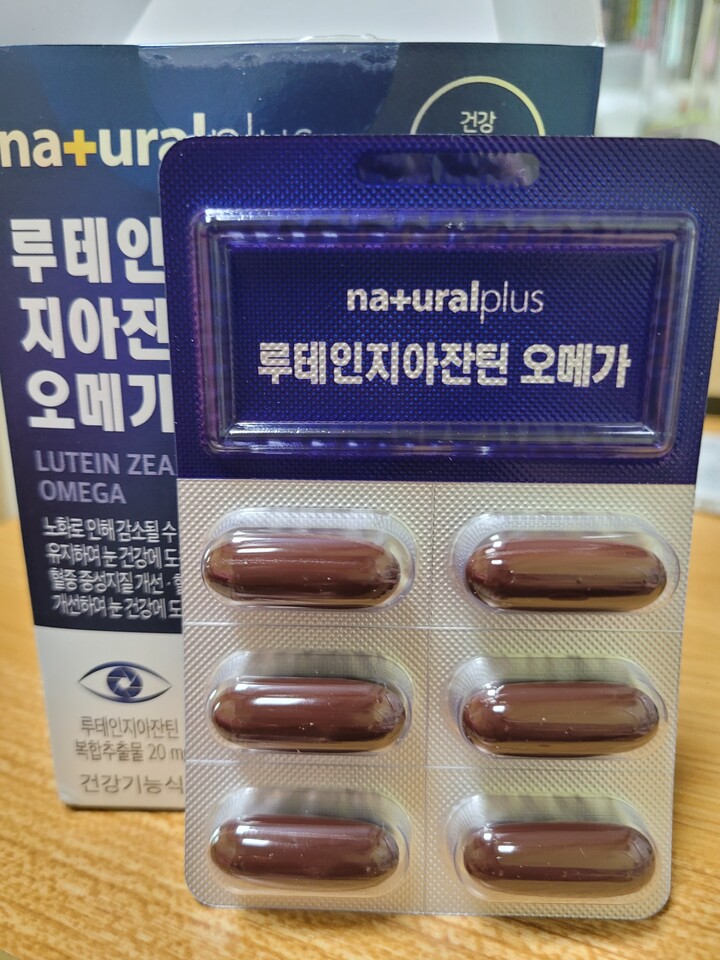 na+uralplus
건강
루테인
지아잔
오메가
LUTEIN ZEA
OMEGA
노화로 인해 감소될 수
유지하여 눈 건강에 도
혈중 중성지질 개선·혈
개선하여 눈 건강에 도
루테인지아잔틴
복합추출물 20 m
건강기능식
na+uralplus
루테인지아잔틴 오메가